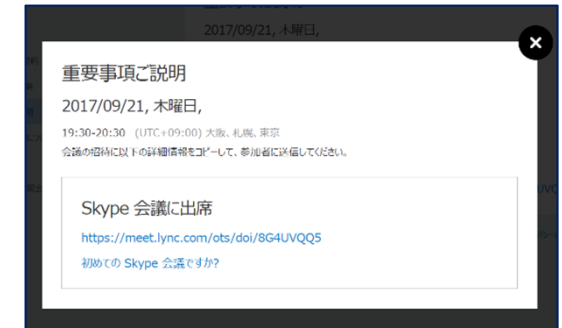 2017/09/21, 木曜日,
重要事項ご説明
2017/09/21, 木曜日,
19:30-20:30 (UTC+09:00) 大阪、札幌、東京
会議の招待に以下の詳細情報をコピーして、参加者に送信してください。
Skype 会議に出席
https://meet.lync.com/ots/doi/8G4UVQQ5
初めての Skype 会議ですか?